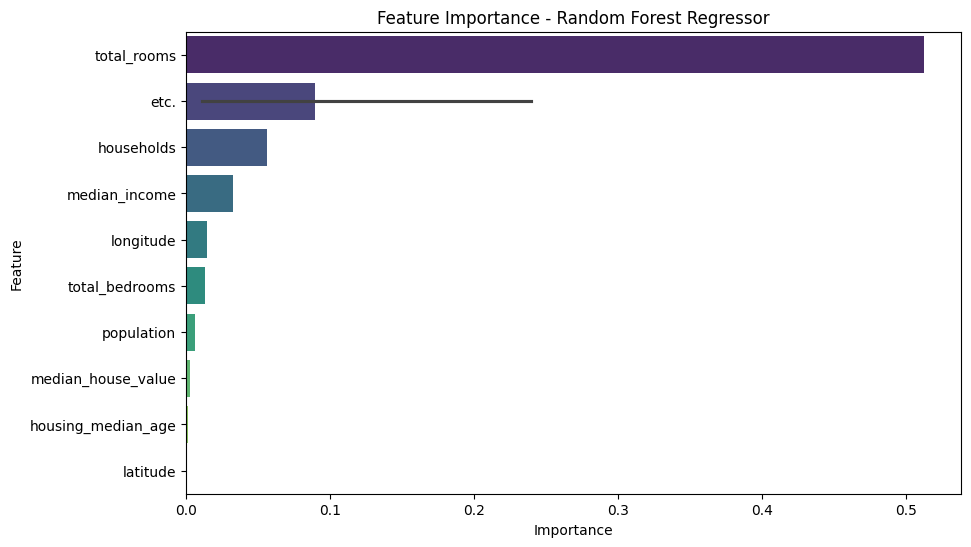 Feature Importance - Random Forest Regressor
Feature
total_rooms
etc.
households
median_income
longitude
total_bedrooms
population
median_house_value
housing_median_age
latitude
0.0 0.1 0.2 0.3 0.4 0.5
Importance